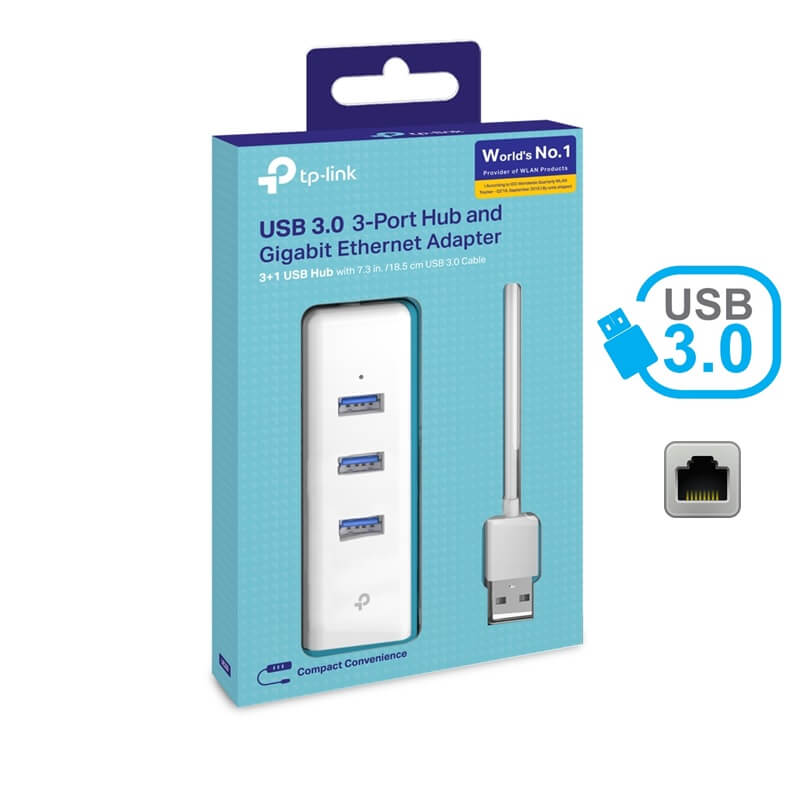 tp-link
World's No.1
Provider of WLAN Products
USB 3.0 3-Port Hub and
Gigabit Ethernet Adapter
3+1 USB Hub with 7.3 in. /18.5 cm USB 3.0 Cable
USB
3.0
Compact Convenience